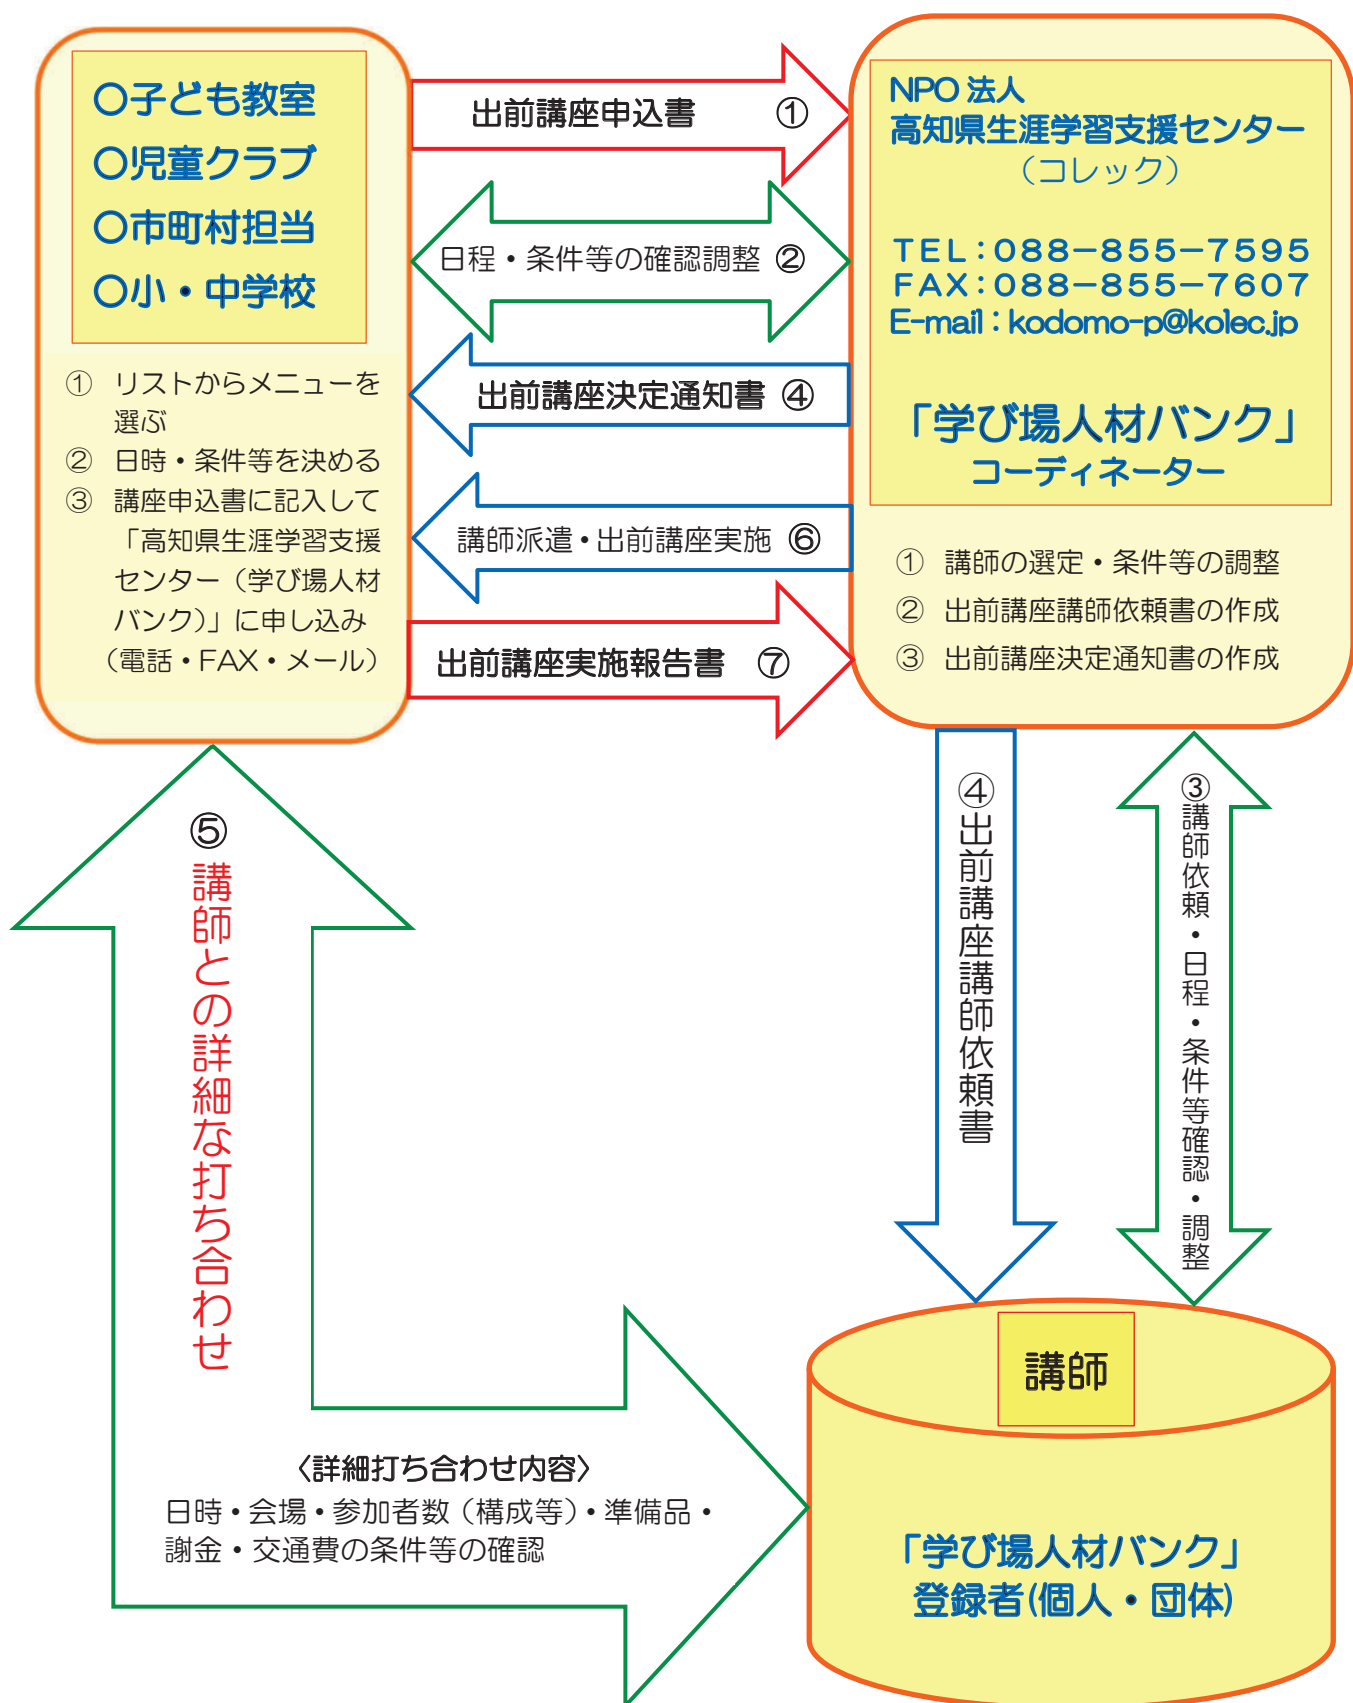 〇子ども教室
〇児童クラブ
〇市町村担当
〇小・中学校
① リストからメニューを
選ぶ
② 日時・条件等を決める
③ 講座申込書に記入して
「高知県生涯学習支援
センター（学び場人材
バンク）」に申し込み
（電話・FAX・メール）
出前講座申込書 ①
日程・条件等の確認調整 ②
出前講座決定通知書 ④
講師派遣・出前講座実施 ⑥
出前講座実施報告書 ⑦
NPO 法人
高知県生涯学習支援センター
（コレック）
ＴＥＬ：０８８－８５５－７５９５
ＦＡＸ：０８８－８５５－７６０７
E-mail：kodomo-p@kolec.jp
「学び場人材バンク」
コーディネーター
① 講師の選定・条件等の調整
② 出前講座講師依頼書の作成
③ 出前講座決定通知書の作成
⑤講師との詳細な打ち合わせ
④出前講座講師依頼書
③講師依頼・日程・条件等確認・調整
〈詳細打ち合わせ内容〉
日時・会場・参加者数（構成等）・準備品・
謝金・交通費の条件等の確認
講師
「学び場人材バンク」
登録者(個人・団体)